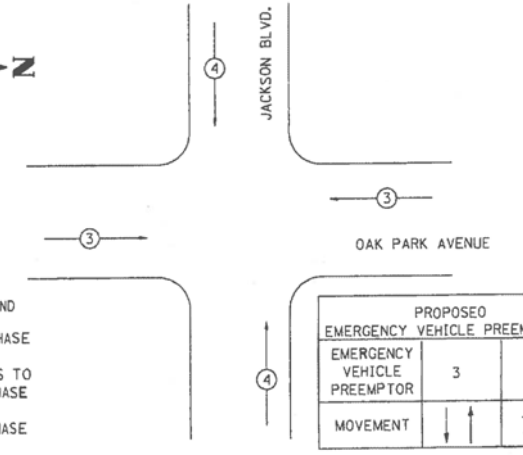 N
JACKSON BLVD.
4
3
3
OAK PARK AVENUE
4
ND
HASE
S TO
HASE
HASE
PROPOSED
EMERGENCY VEHICLE PREEM
EMERGENCY
VEHICLE
PREEMPTOR
3
MOVEMENT